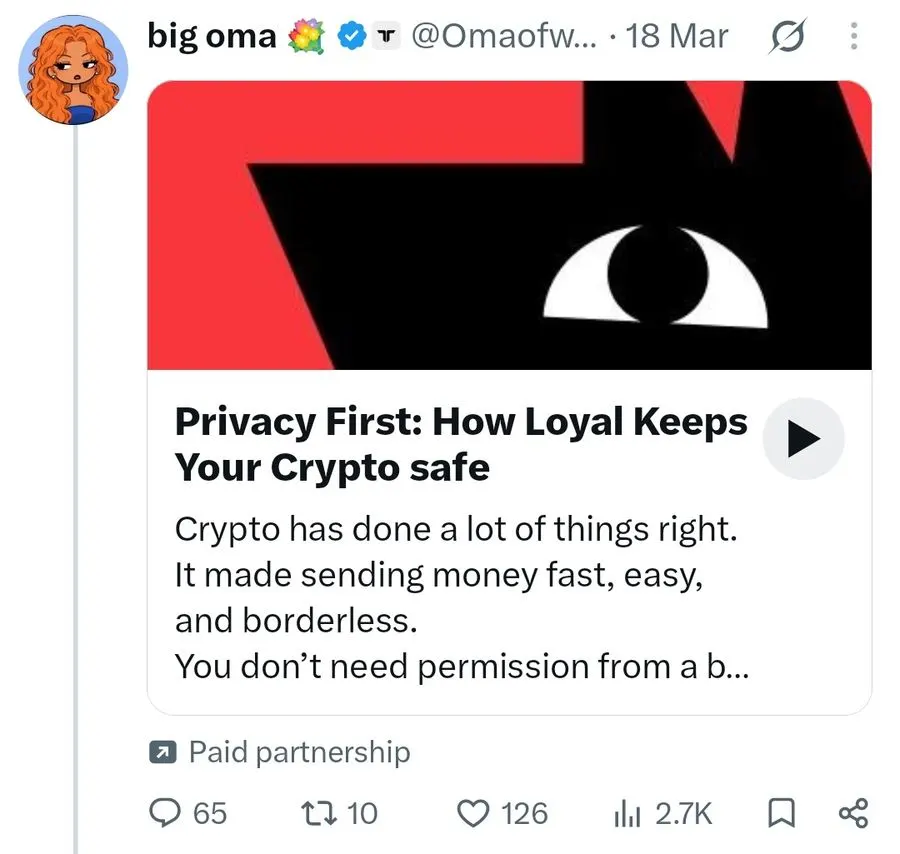 big oma @Omaofw... · 18 Mar
Privacy First: How Loyal Keeps
Your Crypto safe
Crypto has done a lot of things right.
It made sending money fast, easy,
and borderless.
You don’t need permission from a b...
Paid partnership
65 10 126 2.7K